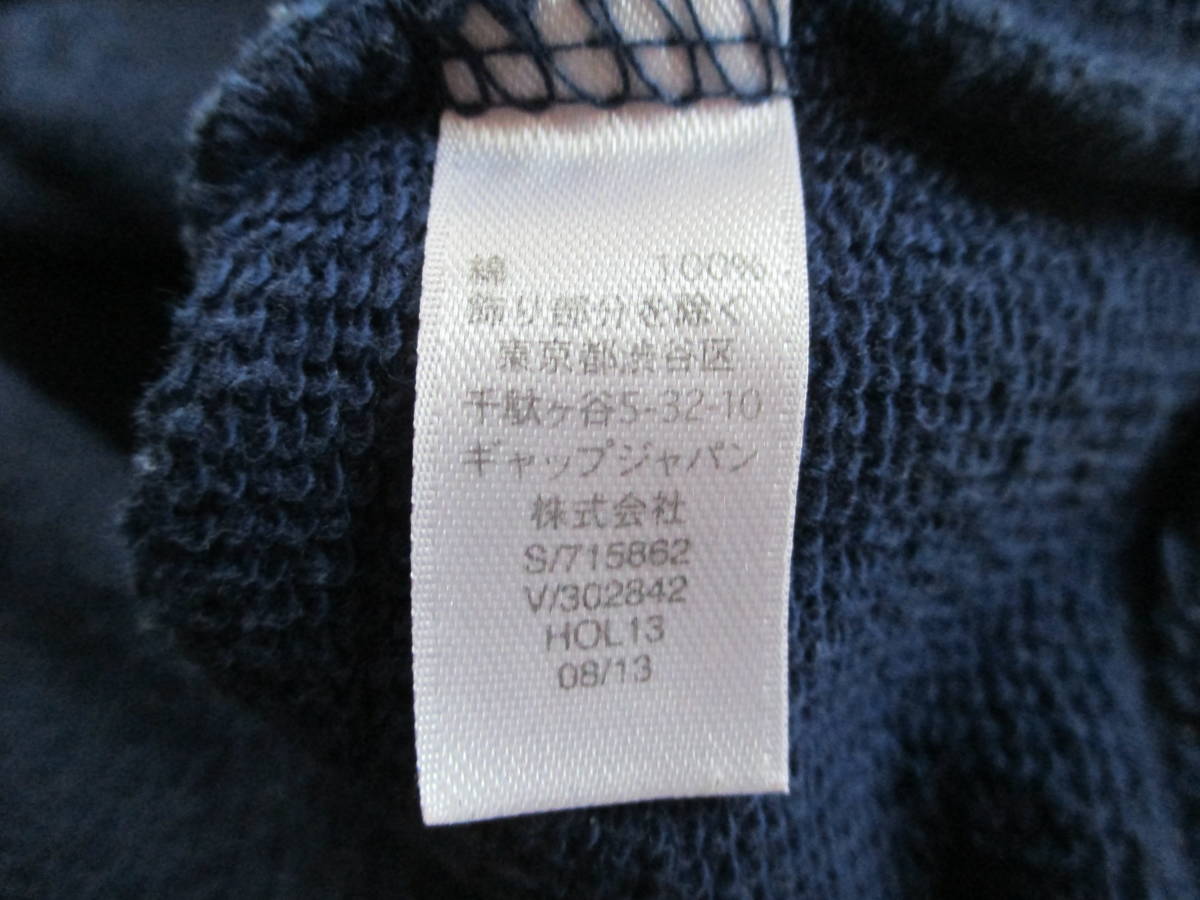 綿 100%
飾り部分を除く
東京都渋谷区
千駄ヶ谷5-32-10
ギャップジャパン
株式会社
S/715862
V/302842
HOL13
08/13